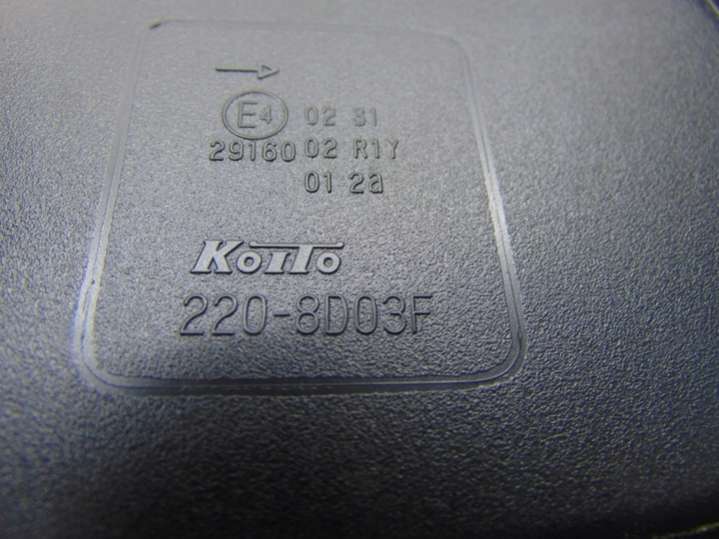 E4 02 S1
29160 02 R1Y
01 2a
KOITO
220-8D03F